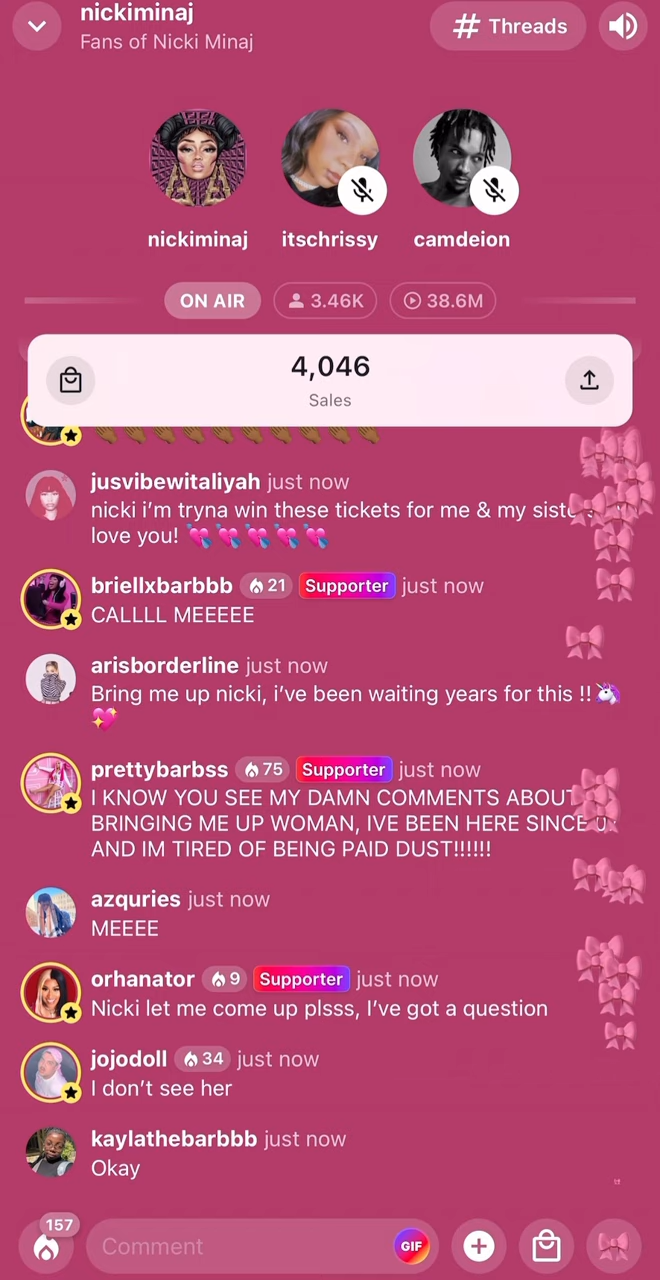 nickiminaj
Fans of Nicki Minaj
# Threads
nickiminaj
itschrissy
camdeion
ON AIR
3.46K
38.6M
4,046
Sales
jusvibewitaliyah just now
nicki i’m tryna win these tickets for me & my
love you! 💘 💘 💘 💘 💘
briellxbarbbb 21 Supporter just now
CALLLL MEEEEE
arisborderline just now
Bring me up nicki, i’ve been waiting years for this !! 🦄
💖
prettybarbss 75 Supporter just now
I KNOW YOU SEE MY DAMN COMMENTS ABOUT
BRINGING ME UP WOMAN, IVE BEEN HERE SINCE
AND IM TIRED OF BEING PAID DUST!!!!!!
azquries just now
MEEEE
orhanator 9 Supporter just now
Nicki let me come up plsss, I’ve got a question
jojodoll 34 just now
I don’t see her
kaylathebarbbb just now
Okay
157
Comment
GIF